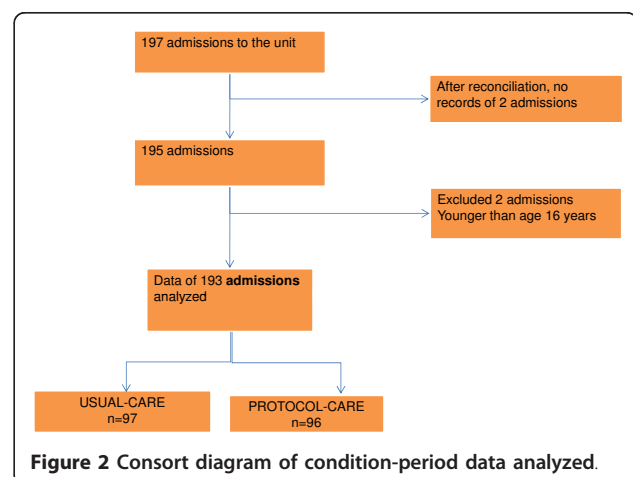 197 admissions to the unit
After reconciliation, no
records of 2 admissions
195 admissions
Excluded 2 admissions
Younger than age 16 years
Data of 193 admissions
analyzed
USUAL-CARE
n=97
PROTOCOL-CARE
n=96
Figure 2 Consort diagram of condition-period data analyzed.